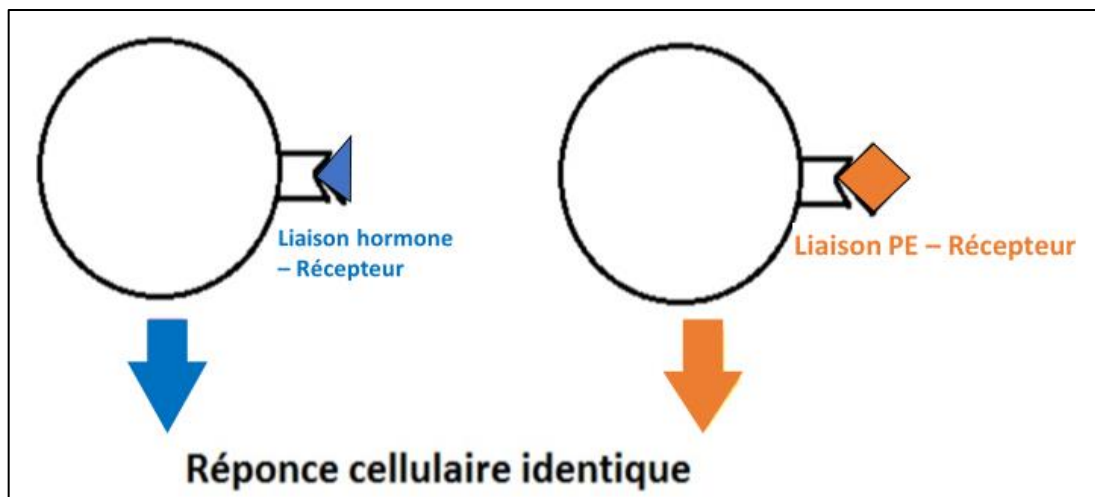 Liaison hormone
– Récepteur
Liaison PE – Récepteur
Réponce cellulaire identique